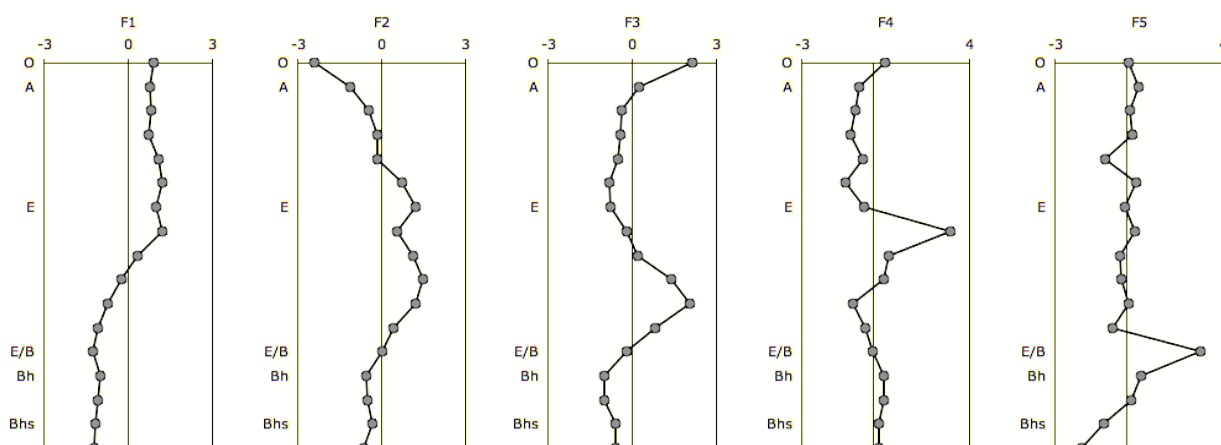 F1 F2 F3 F4 F5
-3 0 3 -3 0 3 -3 0 3 -3 4 -3 4
O O O O O
A A A A A
E E E E E
E/B E/B E/B E/B E/B
Bh Bh Bh Bh Bh
Bhs Bhs Bhs Bhs Bhs